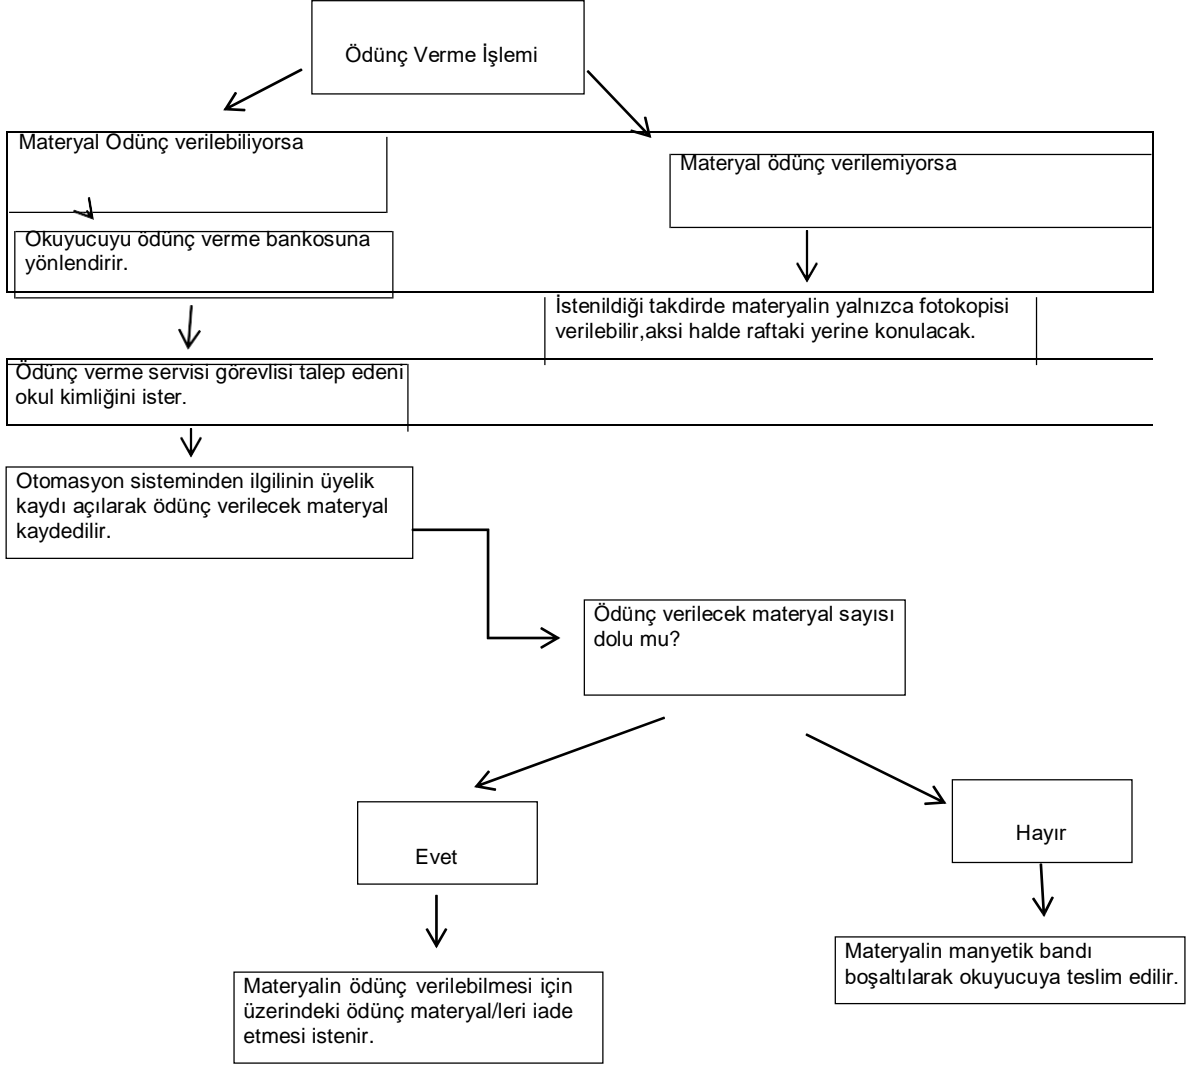 Ödünç Verme İşlemi
Materyal Ödünç verilebiliyorsa
Materyal ödünç verilemiyorsa
Okuyucuyu ödünç verme bankosuna
yönlendirir.
İstenildiği takdirde materyalin yalnızca fotokopisi
verilebilir,aksi halde raftaki yerine konulacak.
Ödünç verme servisi görevlisi talep edeni
okul kimliğini ister.
Otomasyon sisteminden ilgilinin üyelik
kaydı açılarak ödünç verilecek materyal
kaydedilir.
Ödünç verilecek materyal sayısı
dolu mu?
Evet
Hayır
Materyalin manyetik bandı
boşaltılarak okuyucuya teslim edilir.
Materyalin ödünç verilebilmesi için
üzerindeki ödünç materyal/leri iade
etmesi istenir.